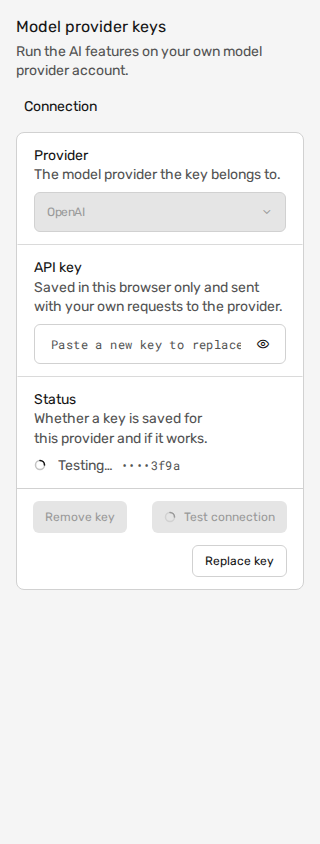 Model provider keys
Run the AI features on your own model
provider account.
Connection
Provider
The model provider the key belongs to.
OpenAI
API key
Saved in this browser only and sent
with your own requests to the provider.
Paste a new key to replace
Status
Whether a key is saved for
this provider and if it works.
Testing… ••••3f9a
Remove key
Test connection
Replace key